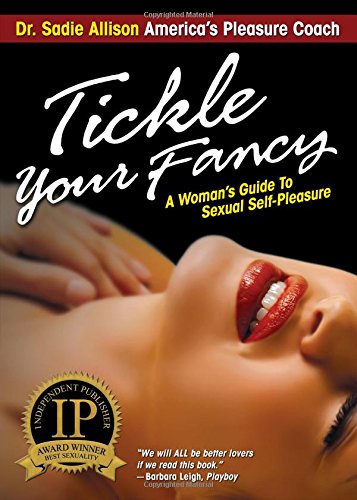 Dr. Sadie Allison America's Pleasure Coach
Tickle
Your Fancy
A Woman's Guide To
Sexual Self-Pleasure
INDEPENDENT PUBLISHER
IP
AWARD WINNER
BEST SEXUALITY
"We will ALL be better lovers
if we read this book."
— Barbara Leigh, Playboy